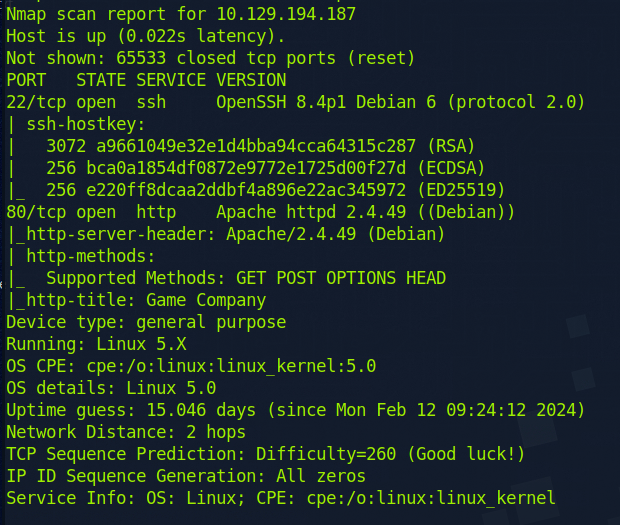 Nmap scan report for 10.129.194.187
Host is up (0.022s latency).
Not shown: 65533 closed tcp ports (reset)
PORT   STATE SERVICE VERSION
22/tcp open  ssh     OpenSSH 8.4p1 Debian 6 (protocol 2.0)
| ssh-hostkey:
|   3072 a9661049e32e1d4bba94cca64315c287 (RSA)
|   256 bca0a1854df0872e9772e1725d00f27d (ECDSA)
|_  256 e220ff8dcaa2ddbf4a896e22ac345972 (ED25519)
80/tcp open  http    Apache httpd 2.4.49 ((Debian))
|_http-server-header: Apache/2.4.49 (Debian)
| http-methods:
|_  Supported Methods: GET POST OPTIONS HEAD
|_http-title: Game Company
Device type: general purpose
Running: Linux 5.X
OS CPE: cpe:/o:linux:linux_kernel:5.0
OS details: Linux 5.0
Uptime guess: 15.046 days (since Mon Feb 12 09:24:12 2024)
Network Distance: 2 hops
TCP Sequence Prediction: Difficulty=260 (Good luck!)
IP ID Sequence Generation: All zeros
Service Info: OS: Linux; CPE: cpe:/o:linux:linux_kernel